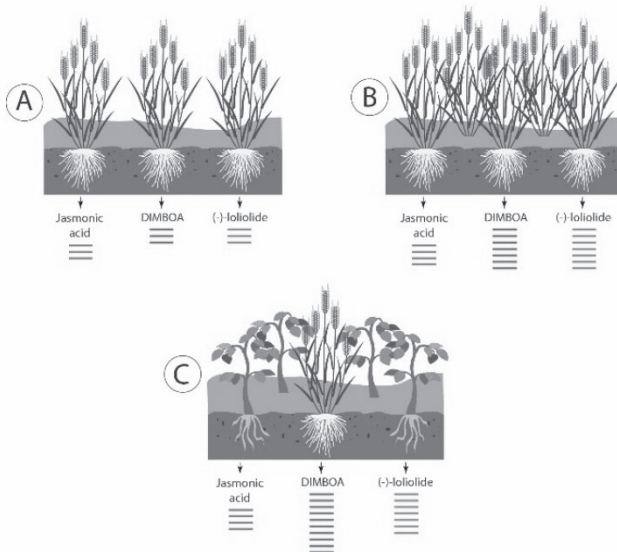 A
Jasmonic
acid
DIMBOA
(-)-loliolide
B
Jasmonic
acid
DIMBOA
(-)-loliolide
C
Jasmonic
acid
DIMBOA
(-)-loliolide